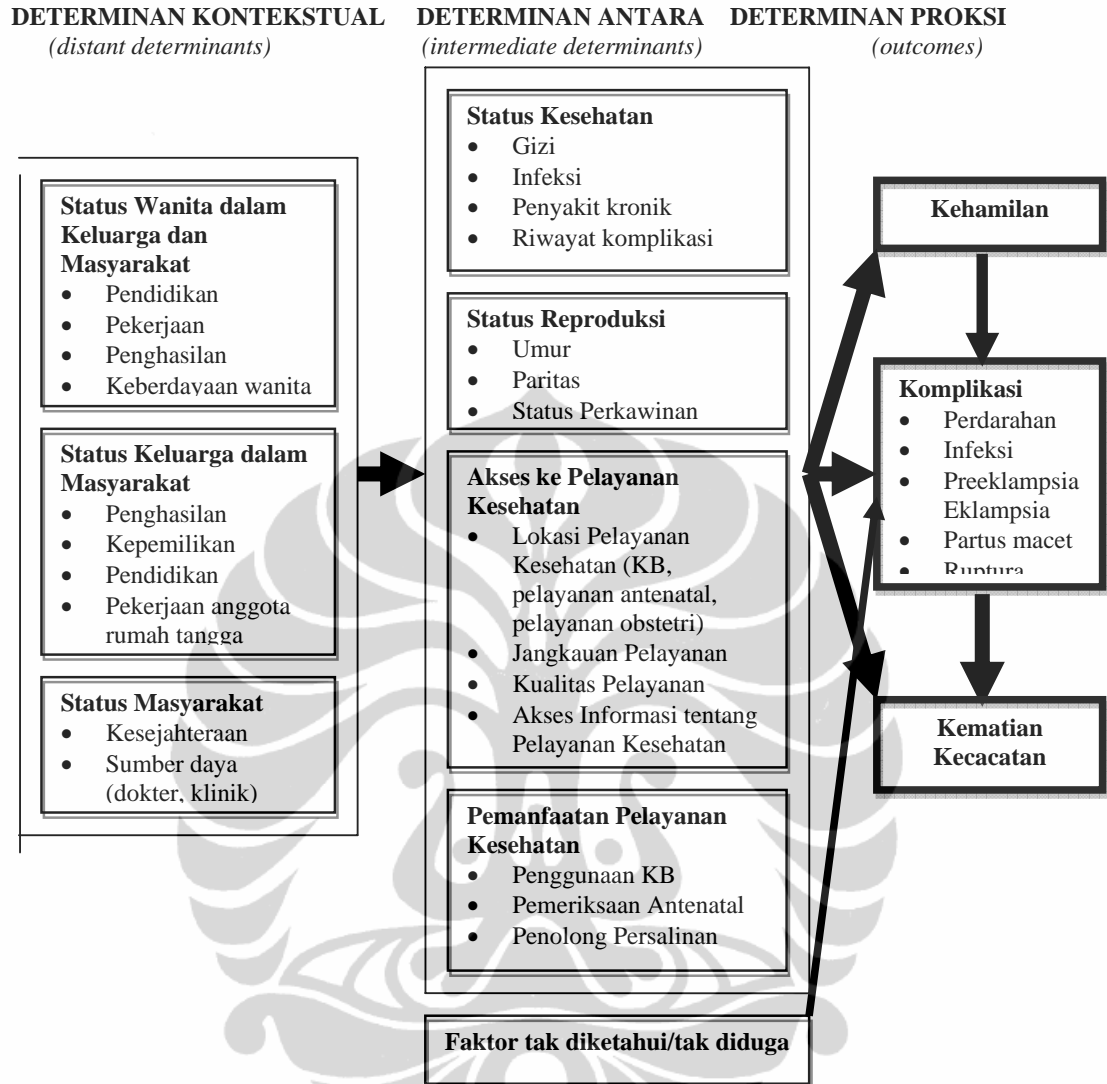 DETERMINAN KONTEKSTUAL DETERMINAN ANTARA DETERMINAN PROKSI
(distant determinants) (intermediate determinants) (outcomes)
Status Wanita dalam
Keluarga dan
Masyarakat
• Pendidikan
• Pekerjaan
• Penghasilan
• Keberdayaan wanita
Status Keluarga dalam
Masyarakat
• Penghasilan
• Kepemilikan
• Pendidikan
• Pekerjaan anggota
rumah tangga
Status Masyarakat
• Kesejahteraan
• Sumber daya
(dokter, klinik)
Status Kesehatan
• Gizi
• Infeksi
• Penyakit kronik
• Riwayat komplikasi
Status Reproduksi
• Umur
• Paritas
• Status Perkawinan
Akses ke Pelayanan
Kesehatan
• Lokasi Pelayanan
Kesehatan (KB,
pelayanan antenatal,
pelayanan obstetri)
• Jangkauan Pelayanan
• Kualitas Pelayanan
• Akses Informasi tentang
Pelayanan Kesehatan
Pemanfaatan Pelayanan
Kesehatan
• Penggunaan KB
• Pemeriksaan Antenatal
• Penolong Persalinan
Faktor tak diketahui/tak diduga
Kehamilan
Komplikasi
• Perdarahan
• Infeksi
• Preeklampsia
Eklampsia
• Partus macet
• Ruptura
Kematian
Kecacatan